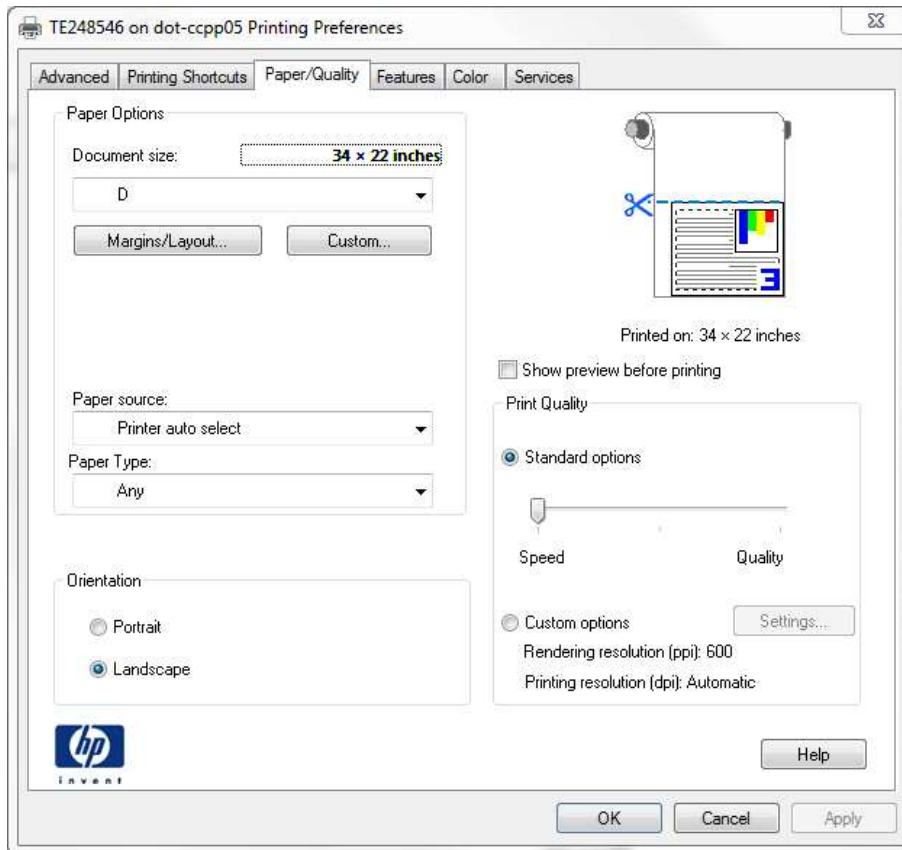 TE248546 on dot-ccpp05 Printing Preferences
Advanced Printing Shortcuts Paper/Quality Features Color Services
Paper Options
Document size: 34 × 22 inches
D
Margins/Layout... Custom...
3
Printed on: 34 × 22 inches
Show preview before printing
Paper source:
Printer auto select
Paper Type:
Any
Print Quality
Standard options
Speed Quality
Custom options Settings...
Rendering resolution (ppi): 600
Printing resolution (dpi): Automatic
Orientation
Portrait
Landscape
hp
invent
Help
OK Cancel Apply